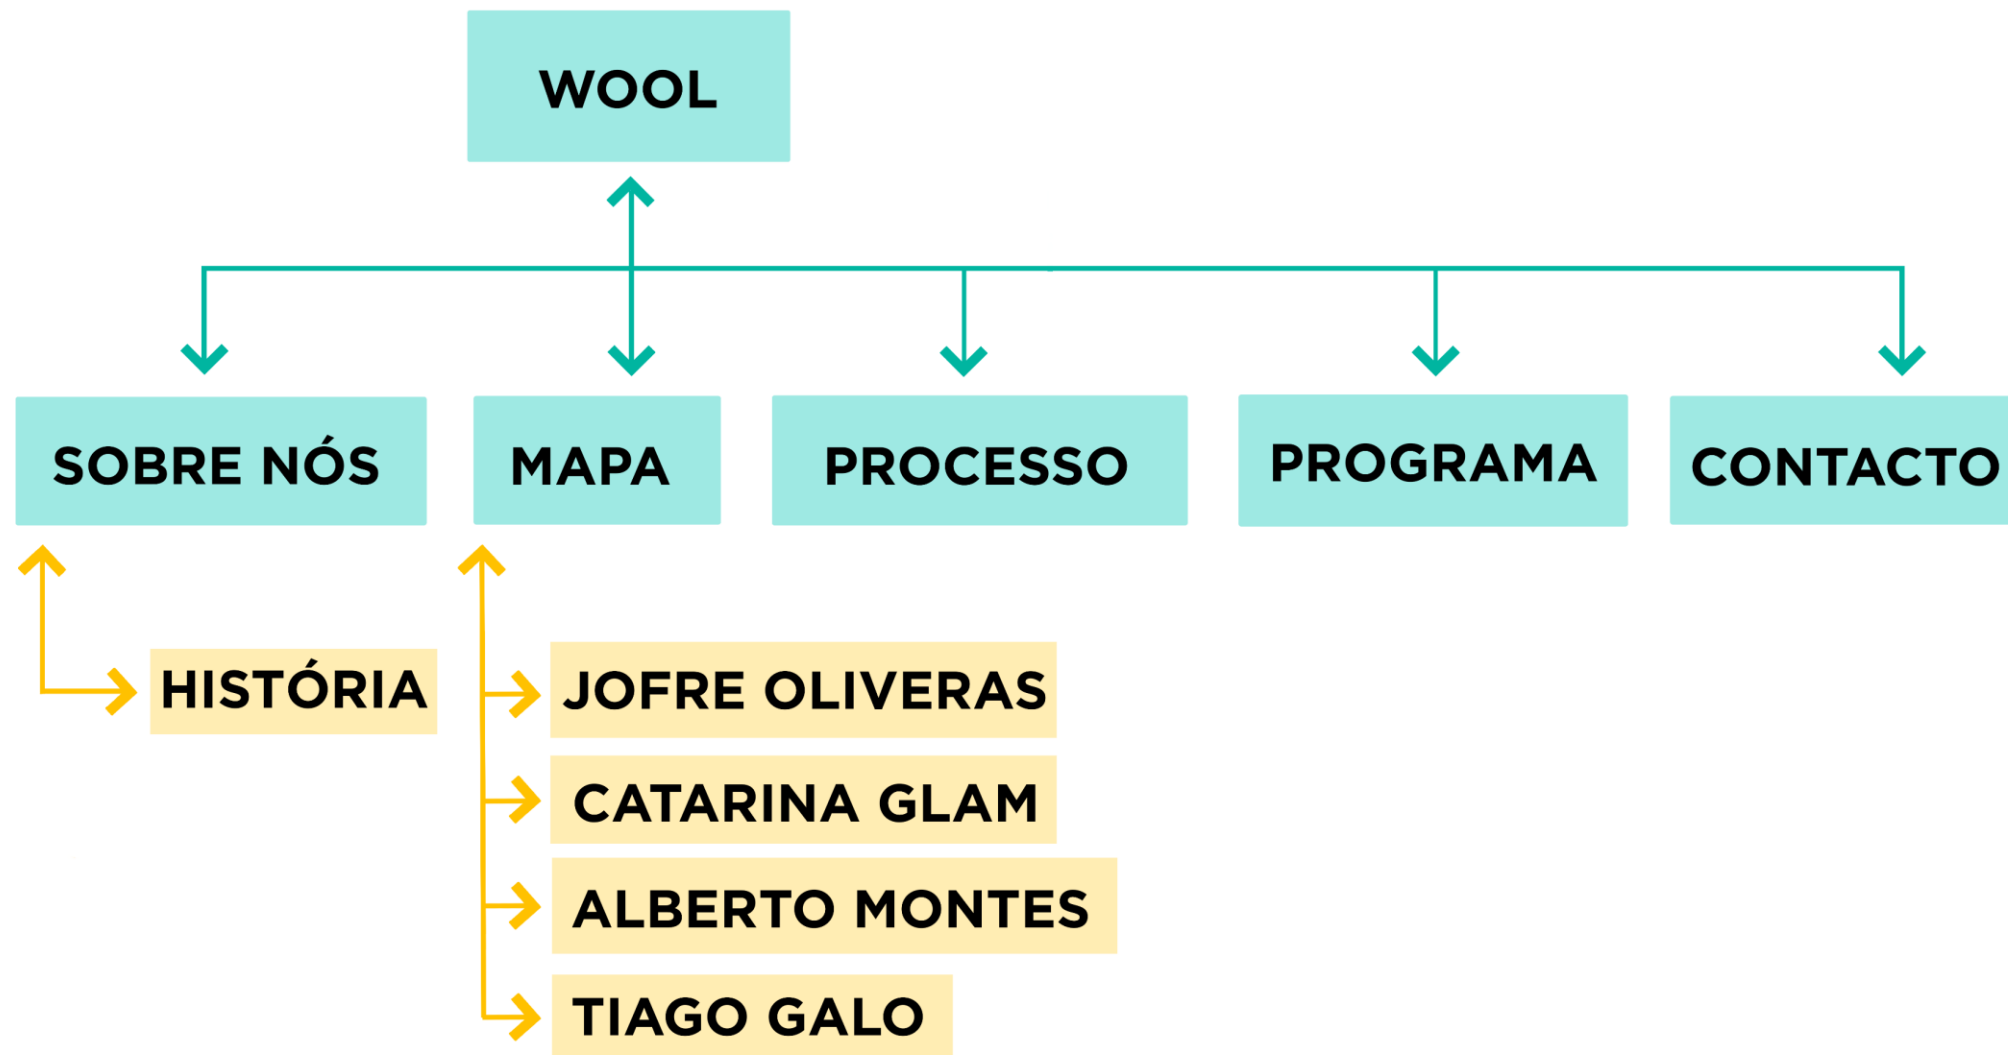 WOOL
SOBRE NÓS
MAPA
PROCESSO
PROGRAMA
CONTACTO
HISTÓRIA
JOFRE OLIVERAS
CATARINA GLAM
ALBERTO MONTES
TIAGO GALO